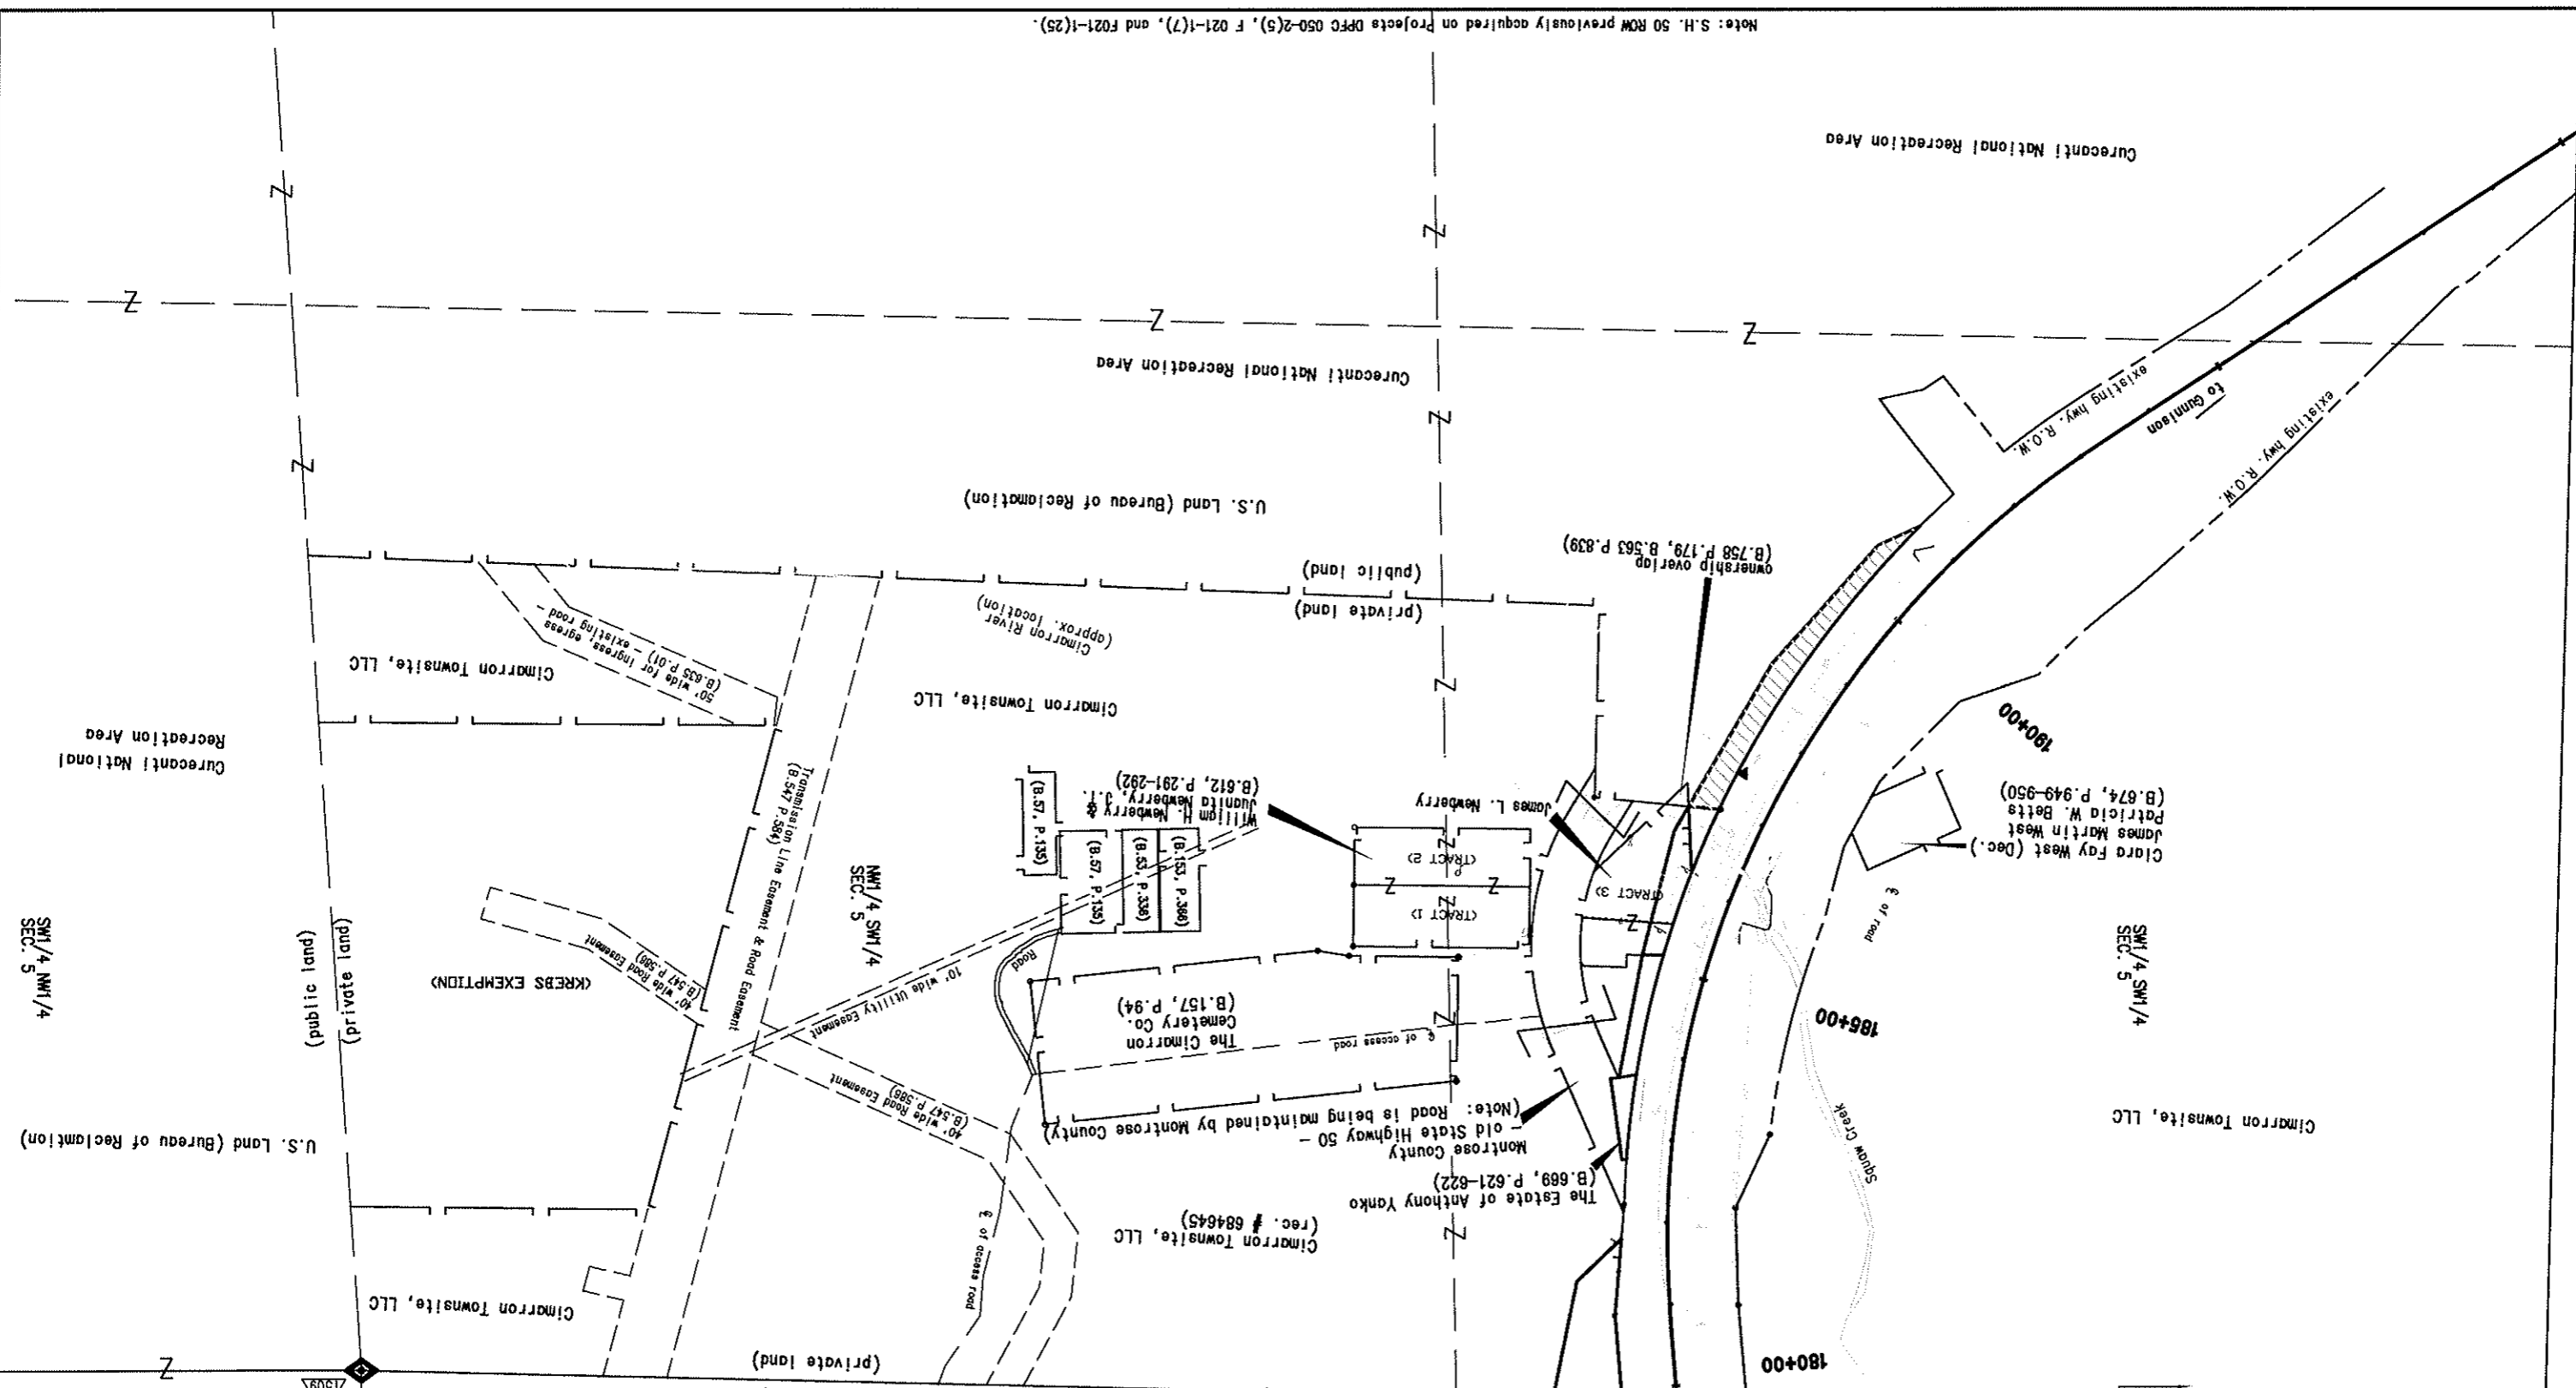 1509
180+00
(private land)
Cimarron Townsite, LLC
Cimarron Townsite, LLC
(rec. # 684645)
℄ of access road
The Estate of Anthony Yanko
(B.669, P.621-622)
Montrose County
- old State Highway 50 -
(Note: Road is being maintained by Montrose County)
Squaw Creek
Cimarron Townsite, LLC
U.S. Land (Bureau of Reclamtion)
40' wide Road Easement
(B.547 P.586)
185+00
SW1/4 SW1/4
SEC. 5
℄ of access road
The Cimarron
Cemetery Co.
(B.157, P.94)
Road
10' wide Utility Easement
(KREBS EXEMPTION)
40' wide Road Easement
(B.547 P.586)
(private land)
(public land)
SW1/4 NW1/4
SEC. 5
℄ of road
Clara Fay West (Dec.)
James Martin West
Patricia W. Betts
(B.674, P.949-950)
(TRACT 3)
(TRACT 1)
(TRACT 2)
(B.153, P.366)
(B.53, P.338)
(B.57, P.135)
(B.57, P.135)
NW1/4 SW1/4
SEC. 5
Transmission Line Easement & Road Easement
(B.547 P.584)
James L. Newberry
William H. Newberry &
Juanita Newberry, J.T.
(B.612, P.291-292)
190+00
Curecanti National
Recreation Area
Cimarron Townsite, LLC
Cimarron Townsite, LLC
50' wide for ingress, egress
(B.635 P.01) - existing road -
Cimarron River
(approx. location)
(private land)
(public land)
ownership overlap
(B.758 P.179, B.563 P.839)
U.S. Land (Bureau of Reclamation)
existing hwy. R.O.W.
to Gunnison
existing hwy. R.O.W.
Curecanti National Recreation Area
Curecanti National Recreation Area
Note: S.H. 50 ROW previously acquired on Projects DPFC 050-2(5), F 021-1(7), and F021-1(25).